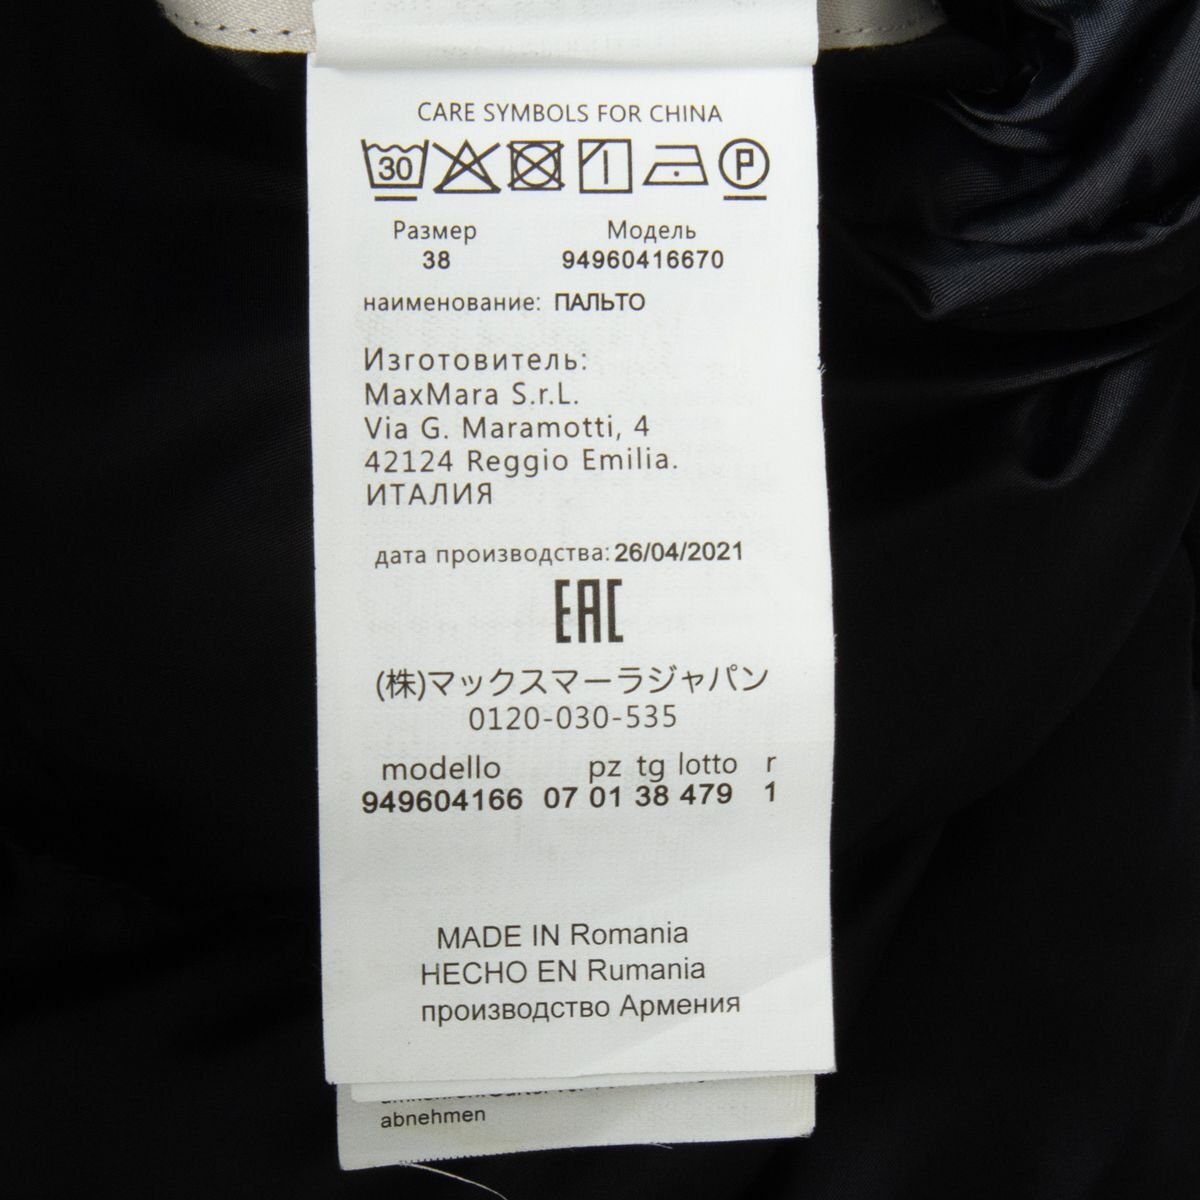 CARE SYMBOLS FOR CHINA
30 P
Размер Модель
38 94960416670
наименование: ПАЛЬТО
Изготовитель:
MaxMara S.r.L.
Via G. Maramotti, 4
42124 Reggio Emilia.
ИТАЛИЯ
дата производства: 26/04/2021
EAC
(株)マックスマーラジャパン
0120-030-535
modello pz tg lotto r
949604166 07 01 38 479 1
MADE IN Romania
HECHO EN Rumania
производство Армения
abnehmen